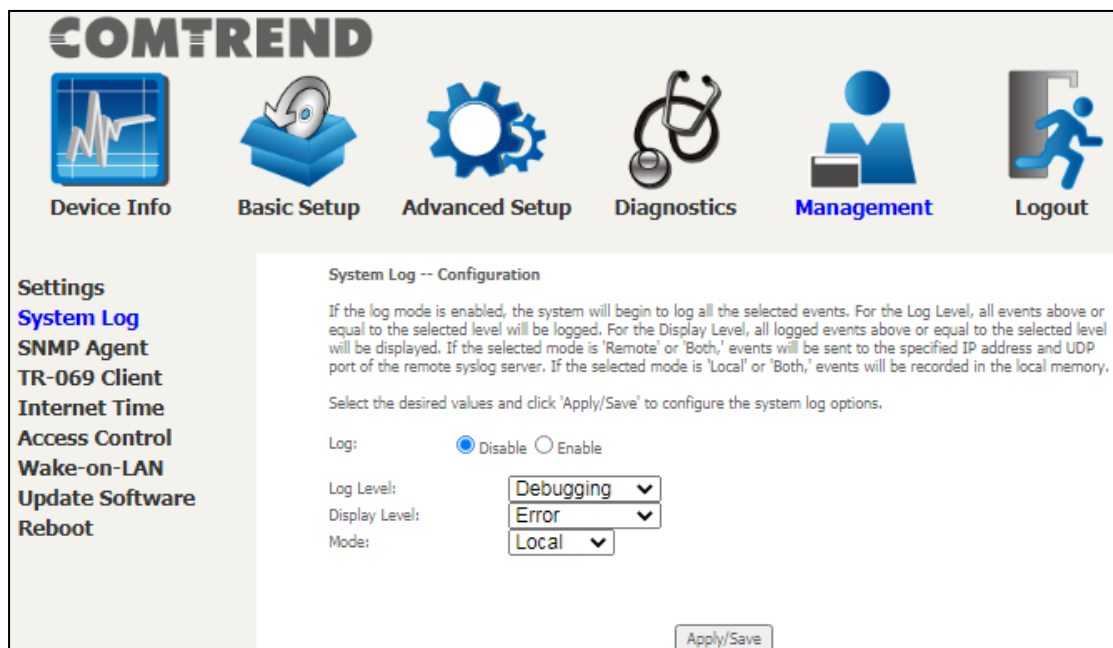 COMTREND
Device Info
Basic Setup
Advanced Setup
Diagnostics
Management
Logout
Settings
System Log
SNMP Agent
TR-069 Client
Internet Time
Access Control
Wake-on-LAN
Update Software
Reboot
System Log -- Configuration
If the log mode is enabled, the system will begin to log all the selected events. For the Log Level, all events above or
equal to the selected level will be logged. For the Display Level, all logged events above or equal to the selected level
will be displayed. If the selected mode is 'Remote' or 'Both,' events will be sent to the specified IP address and UDP
port of the remote syslog server. If the selected mode is 'Local' or 'Both,' events will be recorded in the local memory.
Select the desired values and click 'Apply/Save' to configure the system log options.
Log: Disable Enable
Log Level: Debugging
Display Level: Error
Mode: Local
Apply/Save